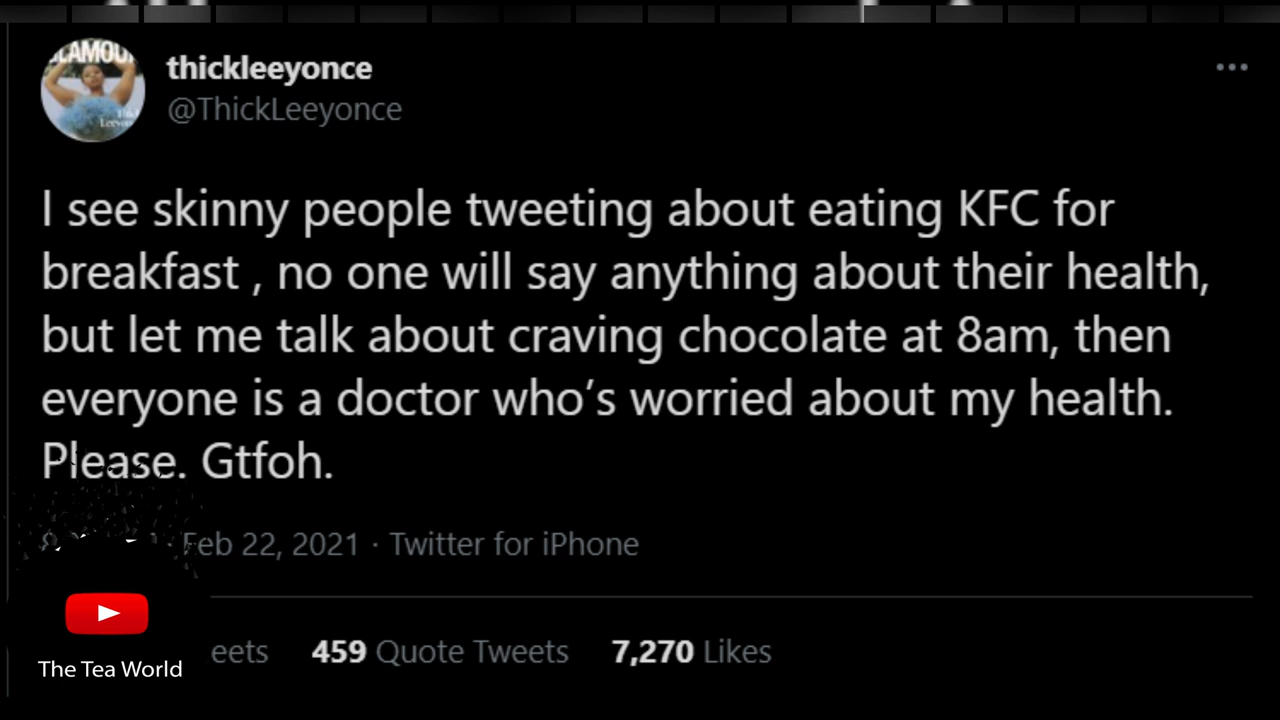 GLAMOUR
thickleeyonce
@ThickLeeyonce
I see skinny people tweeting about eating KFC for
breakfast , no one will say anything about their health,
but let me talk about craving chocolate at 8am, then
everyone is a doctor who’s worried about my health.
Please. Gtfoh.
· Feb 22, 2021 · Twitter for iPhone
eets 459 Quote Tweets 7,270 Likes
The Tea World